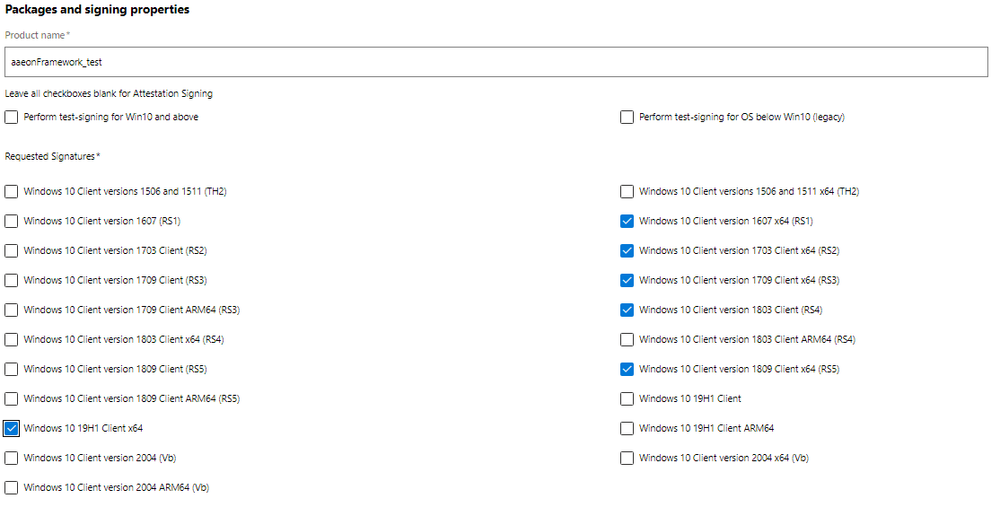 Packages and signing properties
Product name*
aaeonFramework_test
Leave all checkboxes blank for Attestation Signing
Perform test-signing for Win10 and above
Perform test-signing for OS below Win10 (legacy)
Requested Signatures*
Windows 10 Client versions 1506 and 1511 (TH2)
Windows 10 Client versions 1506 and 1511 x64 (TH2)
Windows 10 Client version 1607 (RS1)
Windows 10 Client version 1607 x64 (RS1)
Windows 10 Client version 1703 Client (RS2)
Windows 10 Client version 1703 Client x64 (RS2)
Windows 10 Client version 1709 Client (RS3)
Windows 10 Client version 1709 Client x64 (RS3)
Windows 10 Client version 1709 Client ARM64 (RS3)
Windows 10 Client version 1803 Client (RS4)
Windows 10 Client version 1803 Client x64 (RS4)
Windows 10 Client version 1803 Client ARM64 (RS4)
Windows 10 Client version 1809 Client (RS5)
Windows 10 Client version 1809 Client x64 (RS5)
Windows 10 Client version 1809 Client ARM64 (RS5)
Windows 10 19H1 Client
Windows 10 19H1 Client x64
Windows 10 19H1 Client ARM64
Windows 10 Client version 2004 (Vb)
Windows 10 Client version 2004 x64 (Vb)
Windows 10 Client version 2004 ARM64 (Vb)